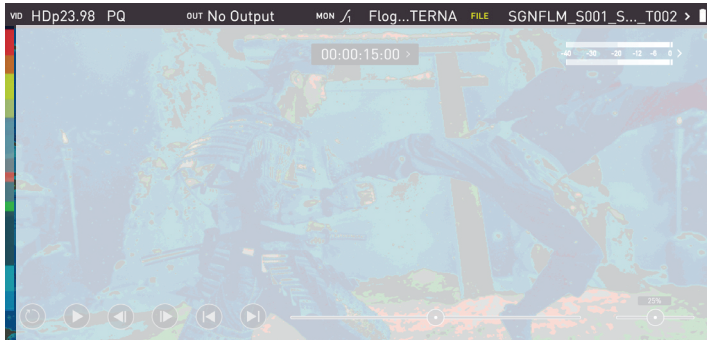 VID HDp23.98 PQ OUT No Output MON Flog...TERNA FILE SGNFLM_S001_S..._T002 >
00:00:15:00 >
-40 -30- -20 -12 -6 0
25%